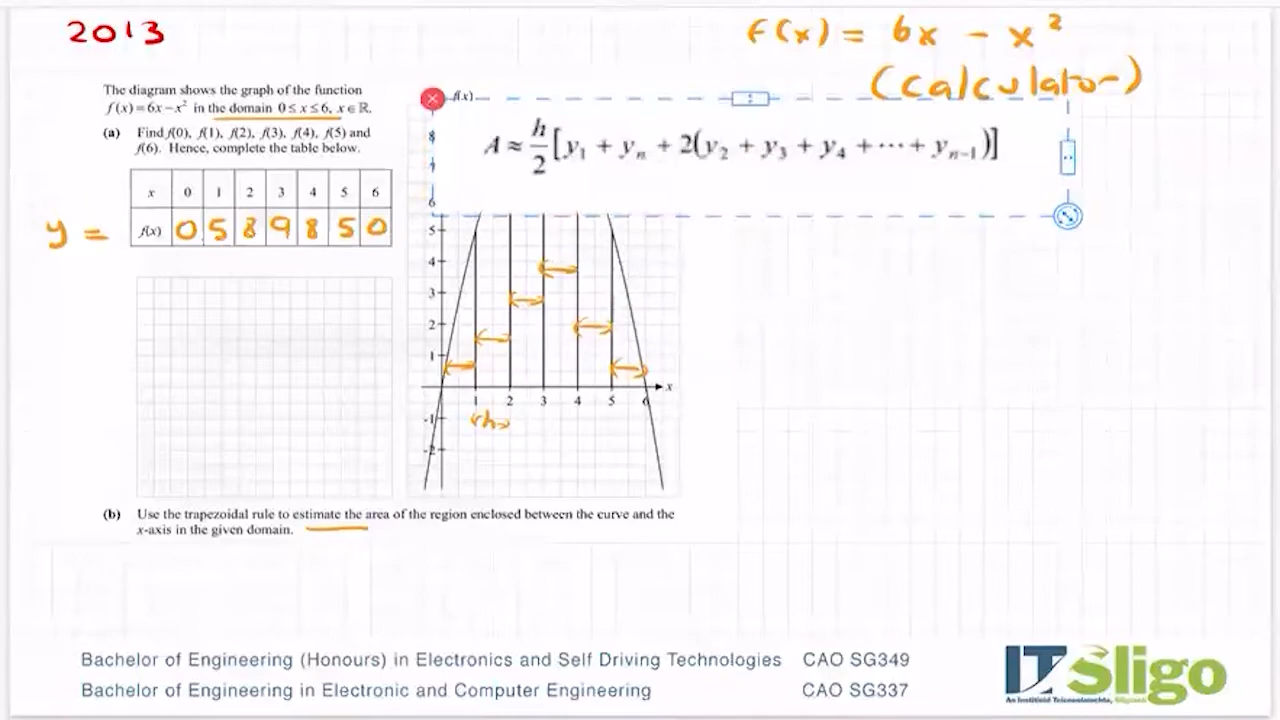 2013
f(x) = 6x - x²
(calculator)
The diagram shows the graph of the function
f(x)=6x−x² in the domain 0≤x≤6, x∈ℝ.
(a) Find f(0), f(1), f(2), f(3), f(4), f(5) and
f(6). Hence, complete the table below.
x 0 1 2 3 4 5 6
y = f(x) 0 5 8 9 8 5 0
f(x)
A ≈ h/2 [y₁ + yₙ + 2(y₂ + y₃ + y₄ + ⋯ + yₙ₋₁)]
8
7
6
5
4
3
2
1
1 2 3 4 5 6 x
-1
-2
h
(b) Use the trapezoidal rule to estimate the area of the region enclosed between the curve and the
x-axis in the given domain.
Bachelor of Engineering (Honours) in Electronics and Self Driving Technologies CAO SG349
Bachelor of Engineering in Electronic and Computer Engineering CAO SG337
IT Sligo
An Institiúid Teicneolaíochta, Sligeach